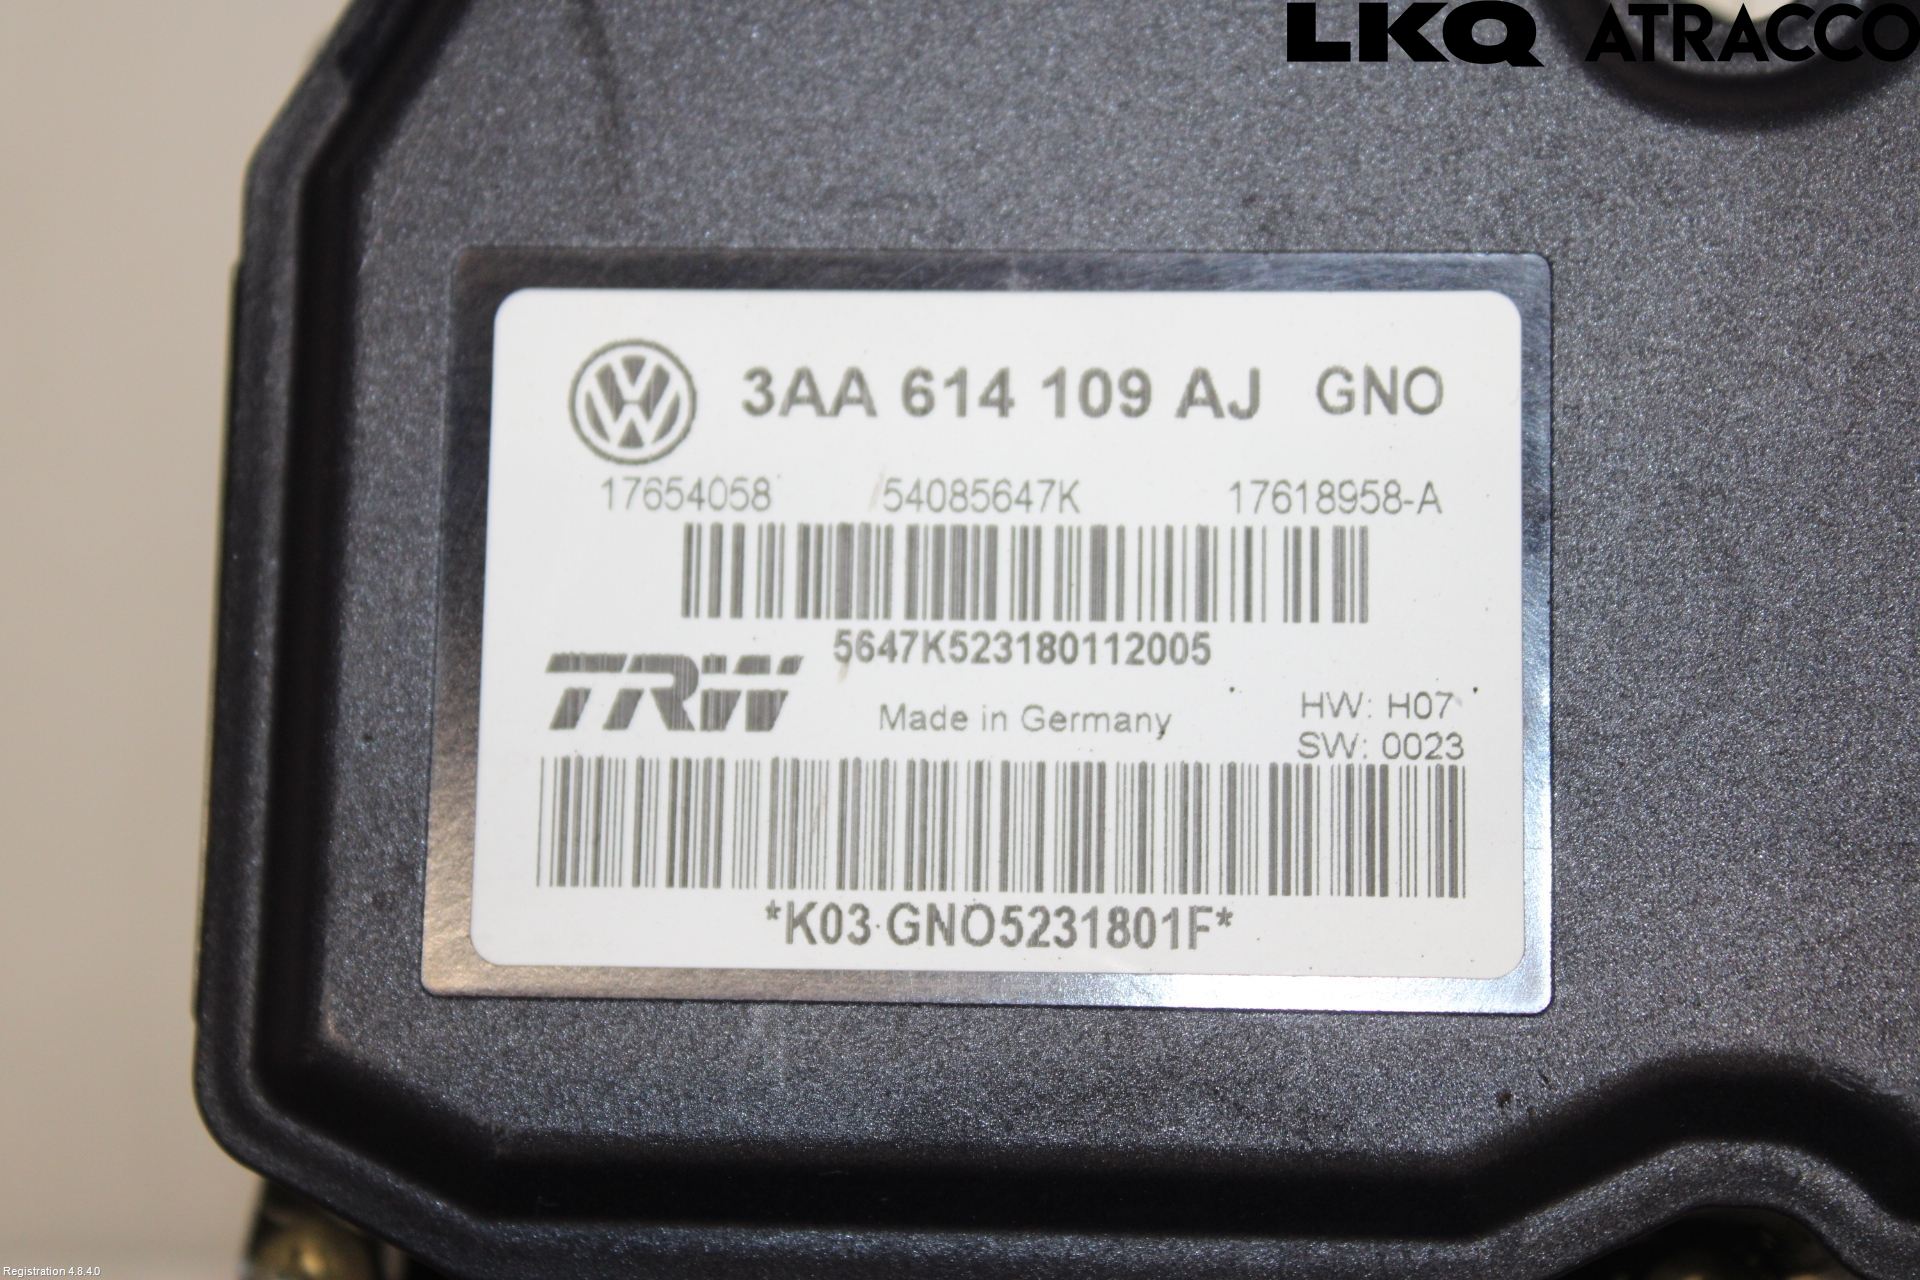 LKQ ATRACCO
3AA 614 109 AJ GNO
17654058 54085647K 17618958-A
5647K523180112005
TRW
Made in Germany
HW: H07
SW: 0023
*K03 GNO5231801F*
Registration 4.8.4.0